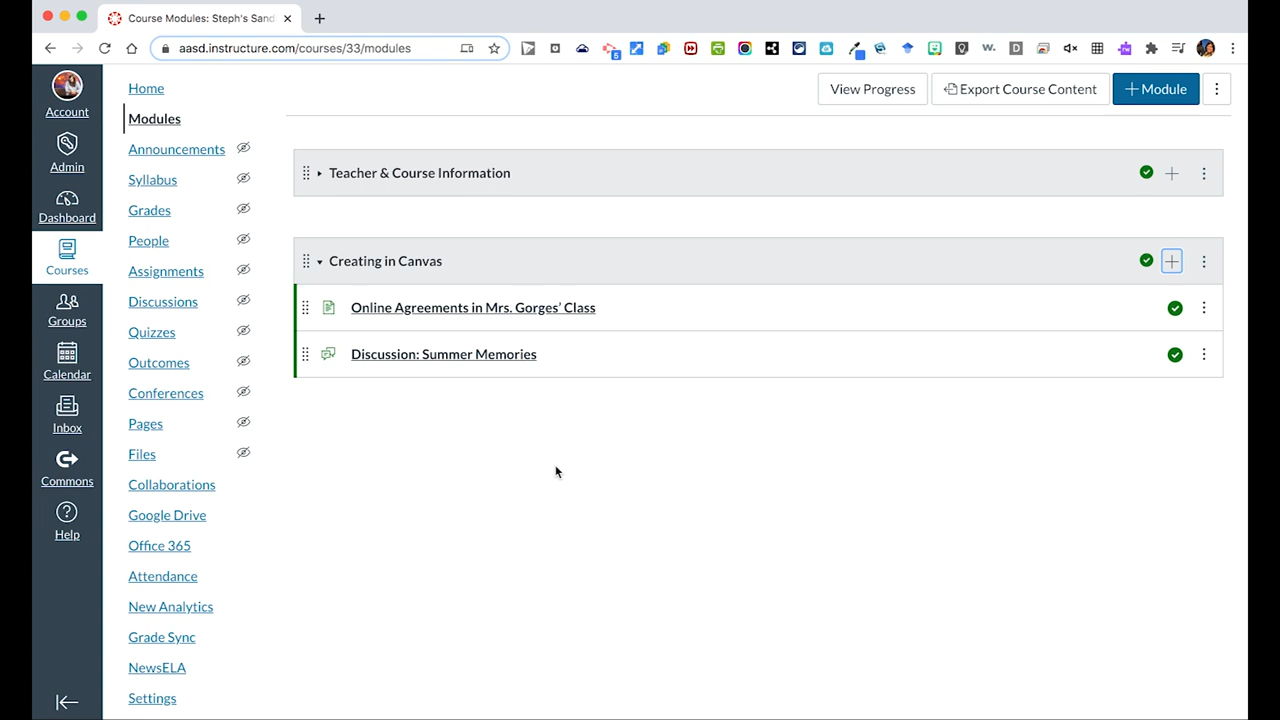 Course Modules: Steph's Sand
aasd.instructure.com/courses/33/modules
Account
Admin
Dashboard
Courses
Groups
Calendar
Inbox
Commons
Help
Home
Modules
Announcements
Syllabus
Grades
People
Assignments
Discussions
Quizzes
Outcomes
Conferences
Pages
Files
Collaborations
Google Drive
Office 365
Attendance
New Analytics
Grade Sync
NewsELA
Settings
View Progress
Export Course Content
+ Module
Teacher & Course Information
Creating in Canvas
Online Agreements in Mrs. Gorges’ Class
Discussion: Summer Memories